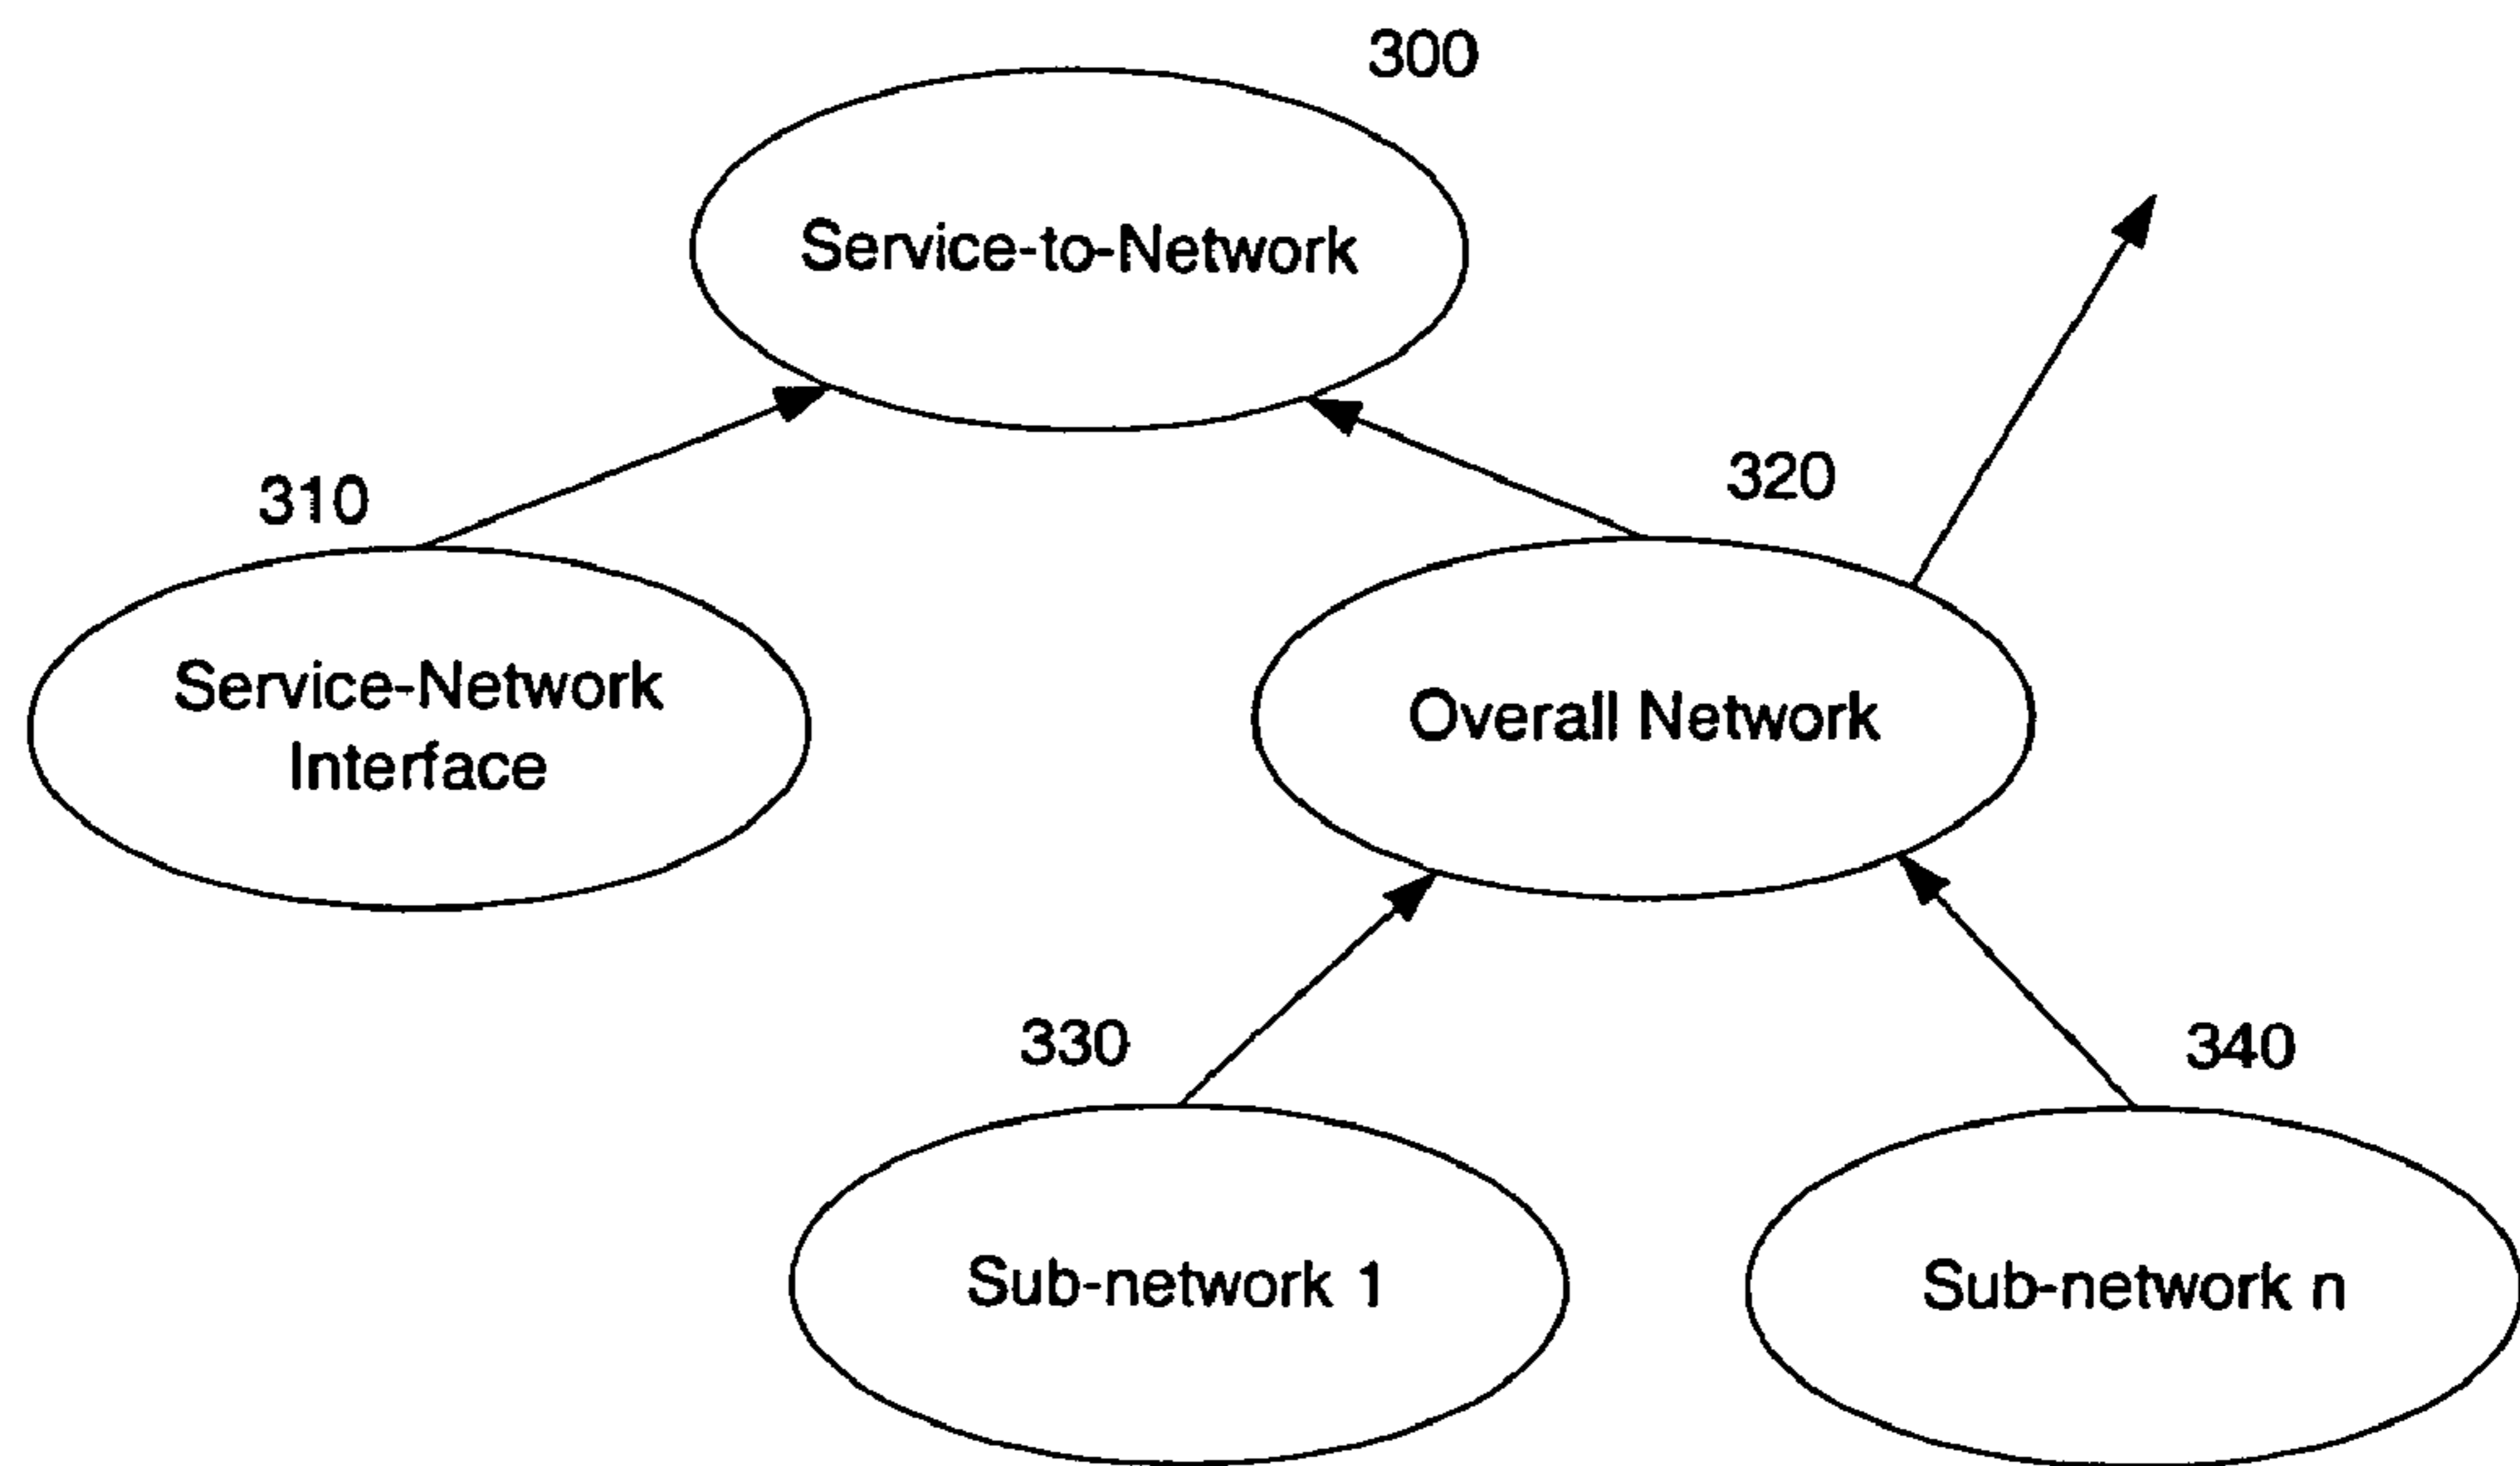 300
Service-to-Network
310
320
Service-Network
Interface
Overall Network
330
340
Sub-network 1
Sub-network n